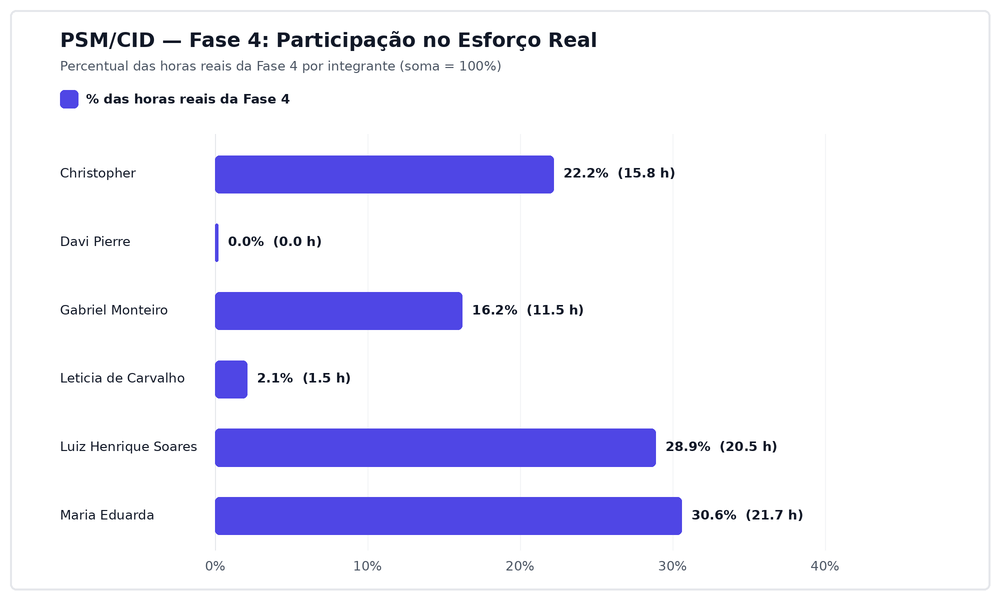 PSM/CID — Fase 4: Participação no Esforço Real
Percentual das horas reais da Fase 4 por integrante (soma = 100%)
% das horas reais da Fase 4
Christopher 22.2% (15.8 h)
Davi Pierre 0.0% (0.0 h)
Gabriel Monteiro 16.2% (11.5 h)
Leticia de Carvalho 2.1% (1.5 h)
Luiz Henrique Soares 28.9% (20.5 h)
Maria Eduarda 30.6% (21.7 h)
0% 10% 20% 30% 40%